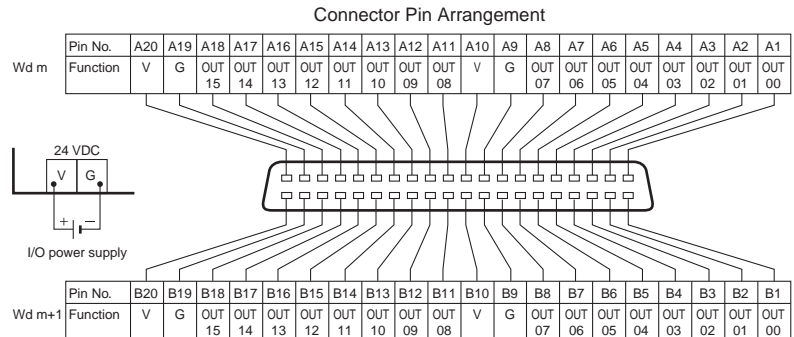 Connector Pin Arrangement
Pin No. A20 A19 A18 A17 A16 A15 A14 A13 A12 A11 A10 A9 A8 A7 A6 A5 A4 A3 A2 A1
Wd m Function V G OUT OUT OUT OUT OUT OUT OUT OUT V G OUT OUT OUT OUT OUT OUT OUT OUT
15 14 13 12 11 10 09 08 07 06 05 04 03 02 01 00
24 VDC
V G
+ −
I/O power supply
Pin No. B20 B19 B18 B17 B16 B15 B14 B13 B12 B11 B10 B9 B8 B7 B6 B5 B4 B3 B2 B1
Wd m+1 Function V G OUT OUT OUT OUT OUT OUT OUT OUT V G OUT OUT OUT OUT OUT OUT OUT OUT
15 14 13 12 11 10 09 08 07 06 05 04 03 02 01 00